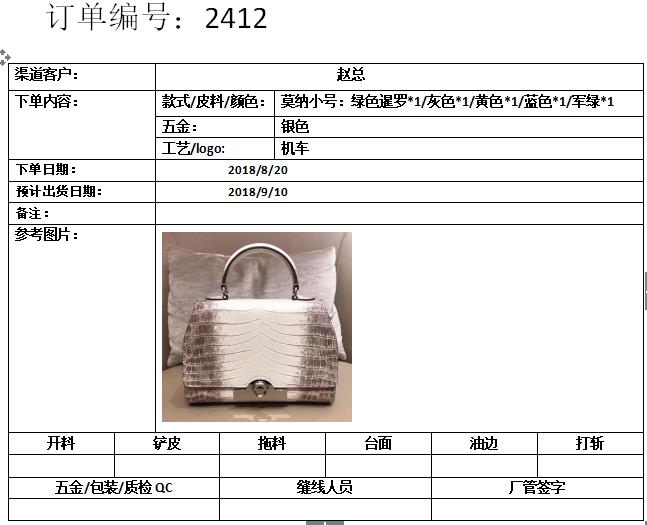 订单编号：2412
渠道客户： 赵总
下单内容： 款式/皮料/颜色： 莫纳小号：绿色暹罗*1/灰色*1/黄色*1/蓝色*1/军绿*1
五金： 银色
工艺/logo: 机车
下单日期： 2018/8/20
预计出货日期： 2018/9/10
备注：
参考图片：
开料 铲皮 拖料 台面 油边 打斩
五金/包装/质检 QC 缝线人员 厂管签字